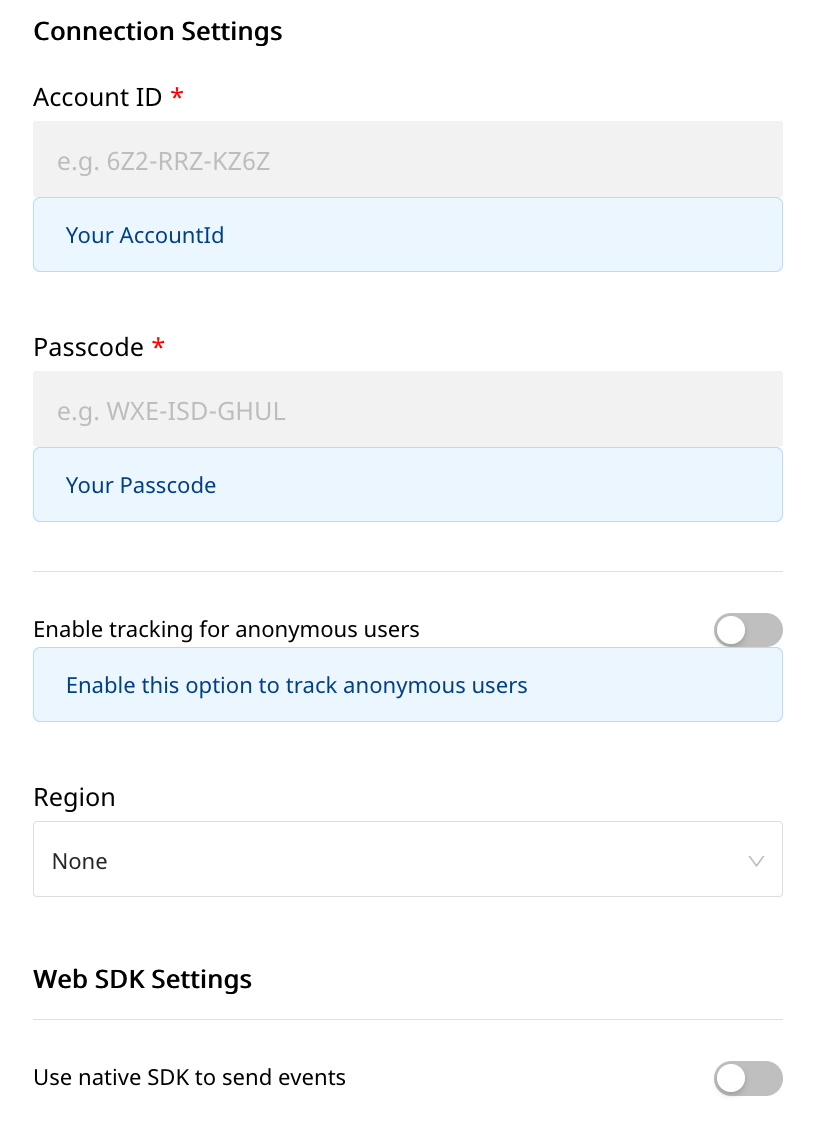 Connection Settings
Account ID *
e.g. 6Z2-RRZ-KZ6Z
Your AccountId
Passcode *
e.g. WXE-ISD-GHUL
Your Passcode
Enable tracking for anonymous users
Enable this option to track anonymous users
Region
None
Web SDK Settings
Use native SDK to send events